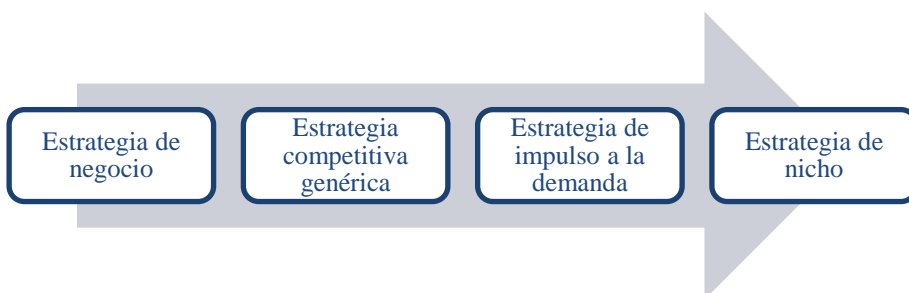 Estrategia de
negocio
Estrategia
competitiva
genérica
Estrategia de
impulso a la
demanda
Estrategia de
nicho